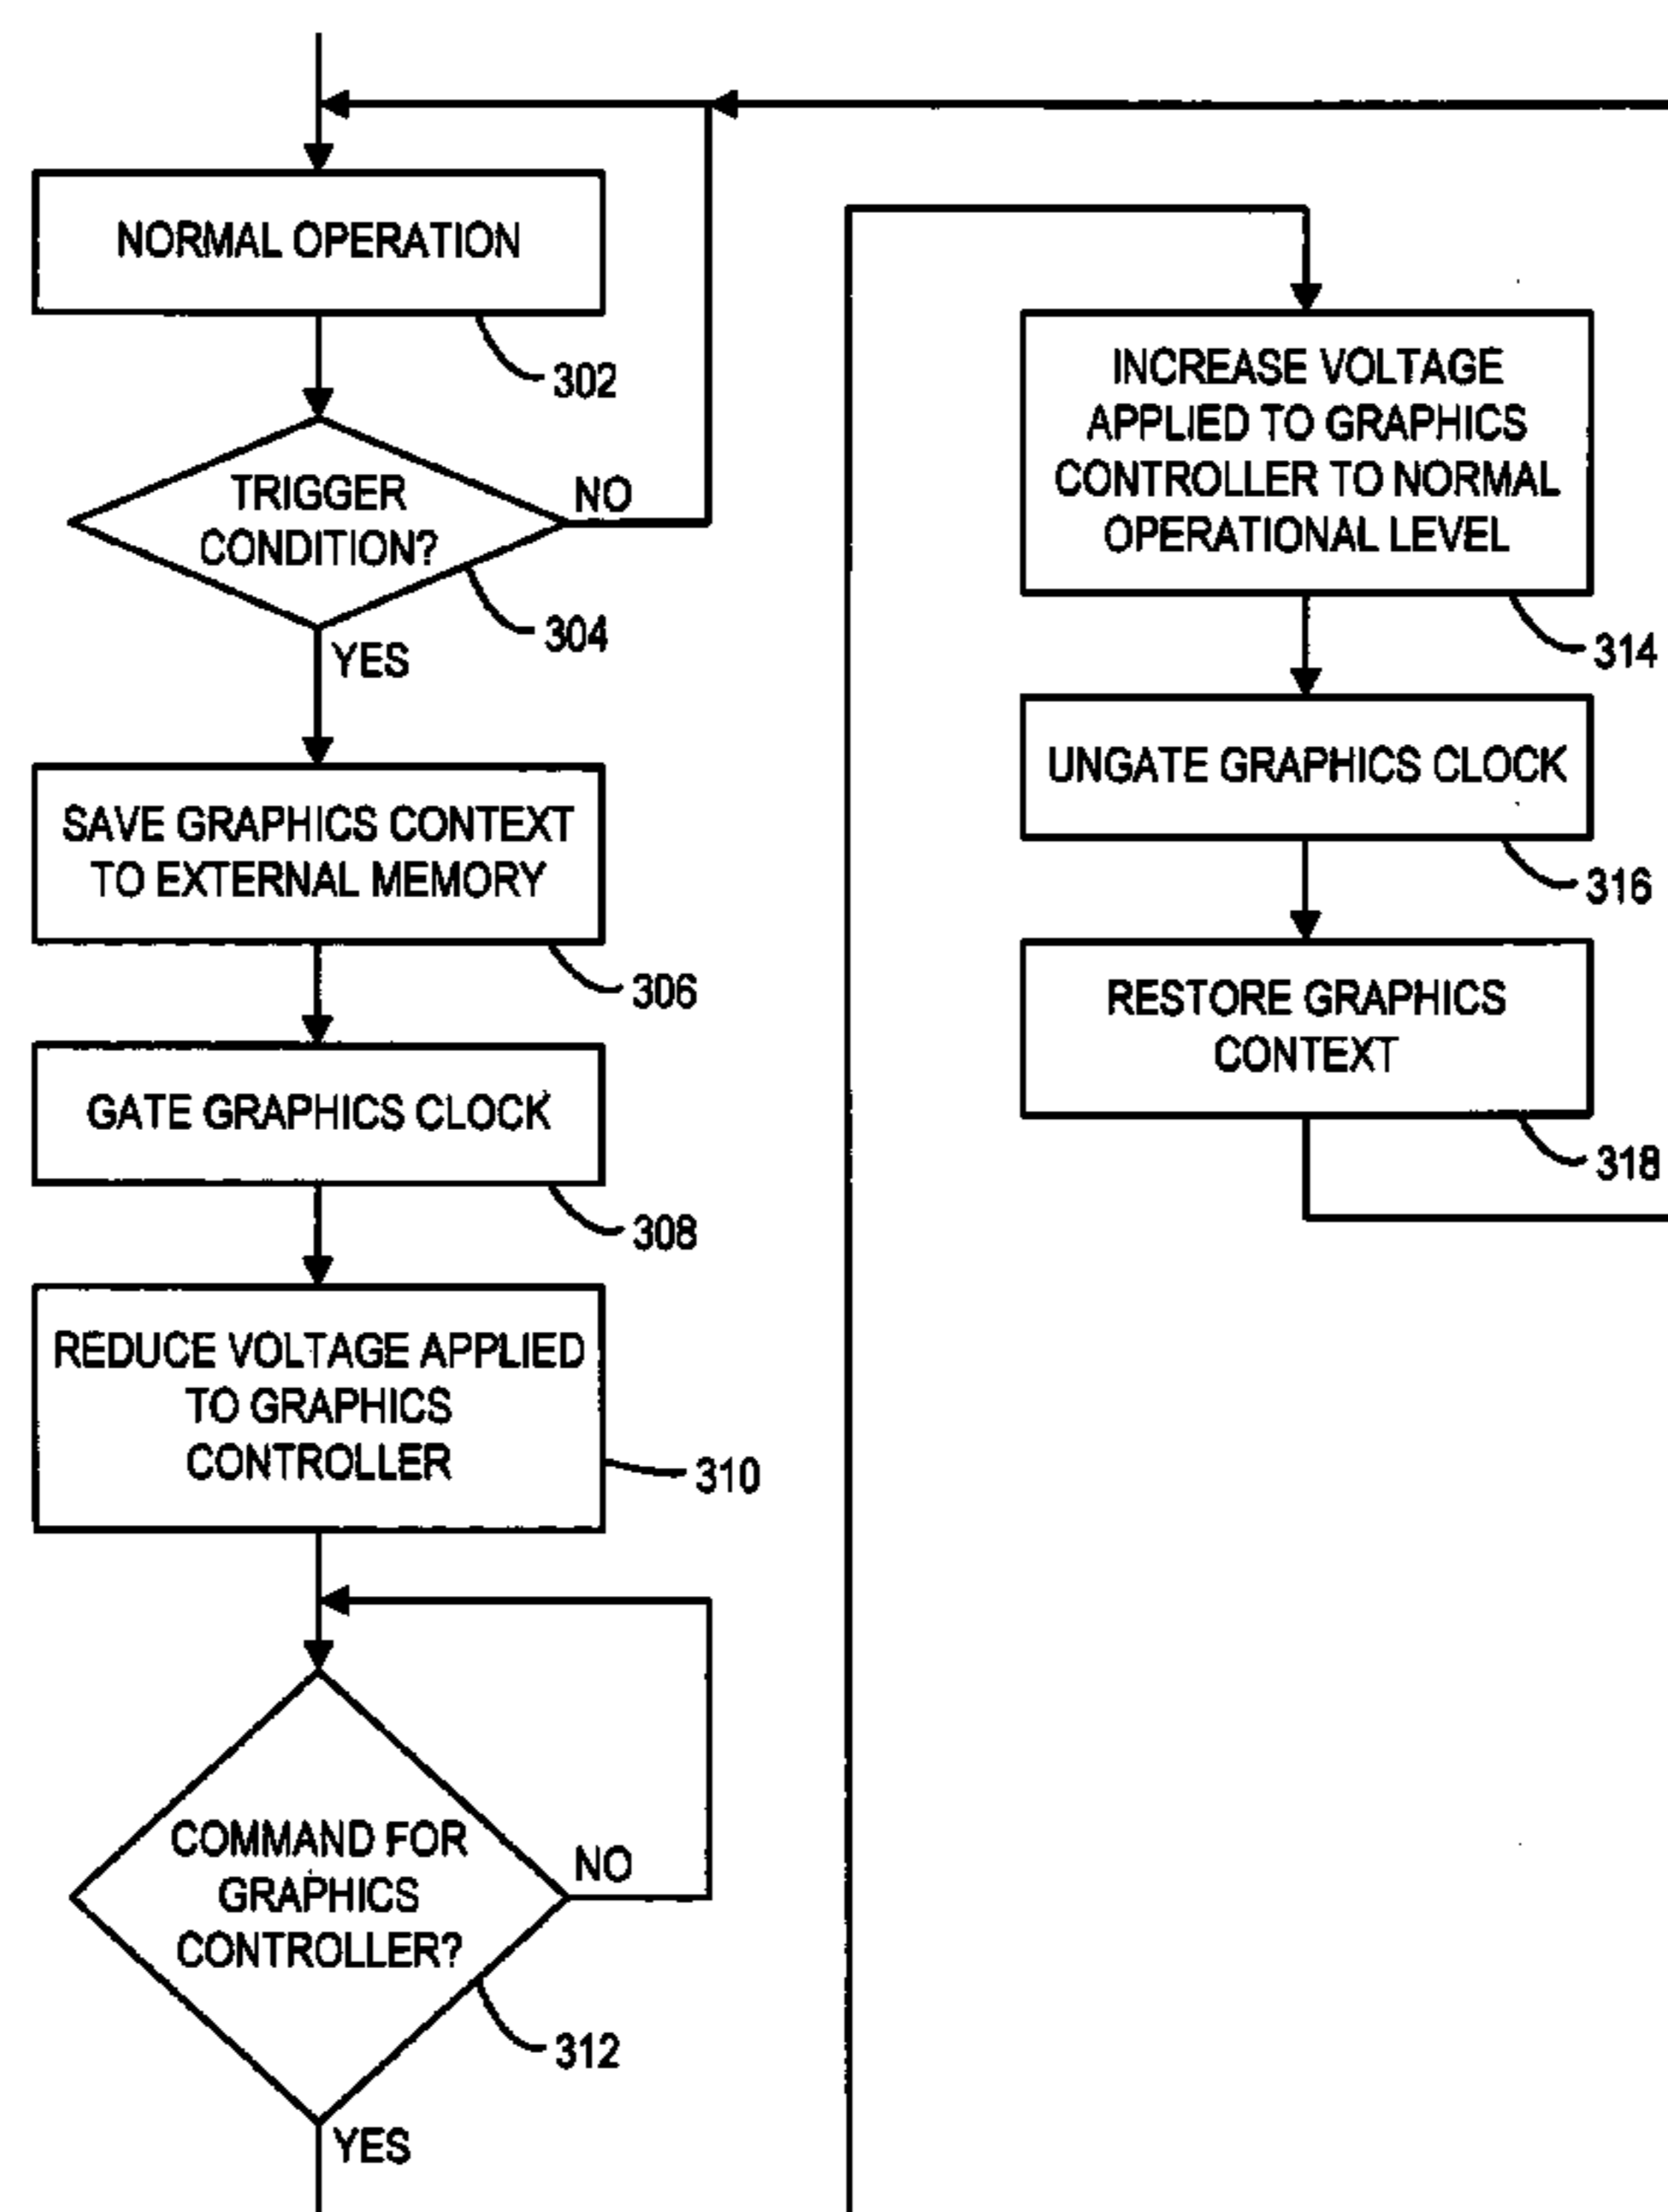 NORMAL OPERATION
302
TRIGGER
CONDITION?
NO
304
YES
SAVE GRAPHICS CONTEXT
TO EXTERNAL MEMORY
306
GATE GRAPHICS CLOCK
308
REDUCE VOLTAGE APPLIED
TO GRAPHICS
CONTROLLER
310
COMMAND FOR
GRAPHICS
CONTROLLER?
NO
312
YES
INCREASE VOLTAGE
APPLIED TO GRAPHICS
CONTROLLER TO NORMAL
OPERATIONAL LEVEL
314
UNGATE GRAPHICS CLOCK
316
RESTORE GRAPHICS
CONTEXT
318